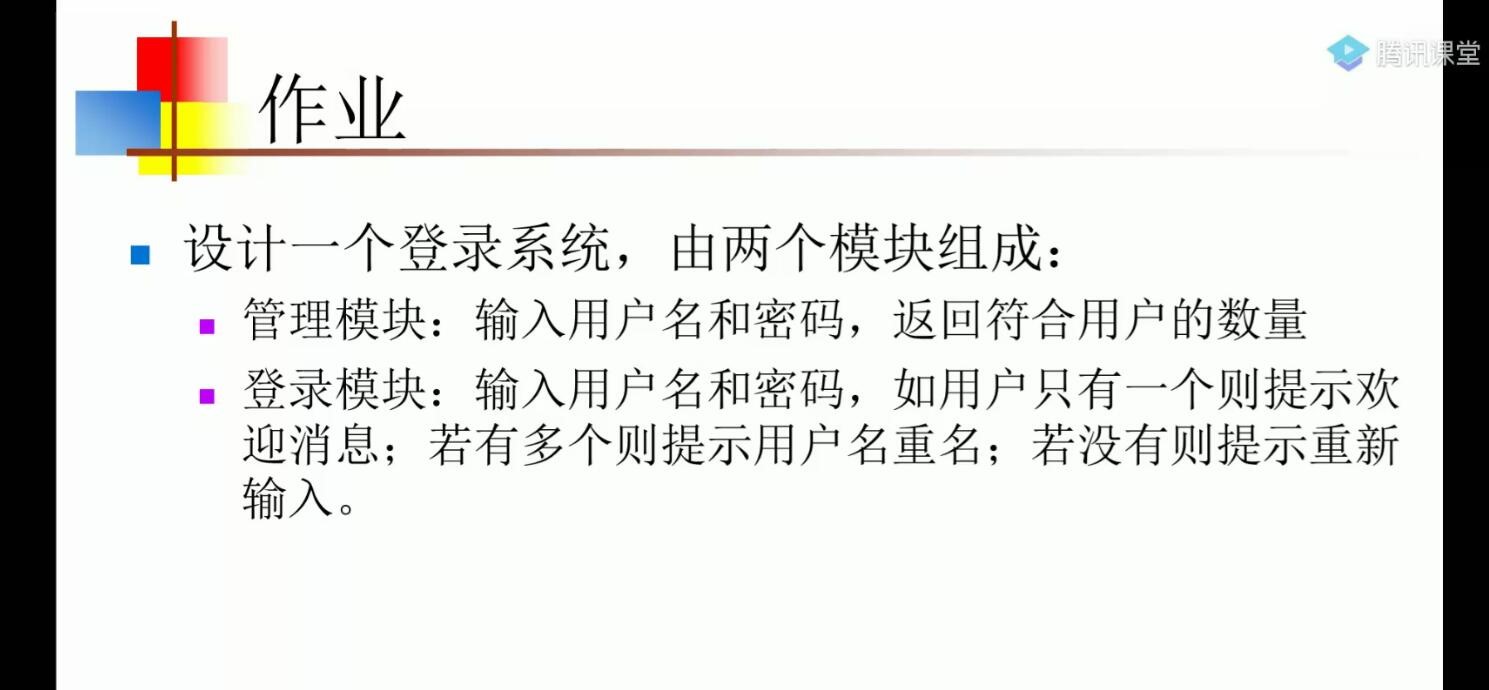 腾讯课堂
作业
设计一个登录系统，由两个模块组成：
管理模块：输入用户名和密码，返回符合用户的数量
登录模块：输入用户名和密码，如用户只有一个则提示欢
迎消息；若有多个则提示用户名重名；若没有则提示重新
输入。